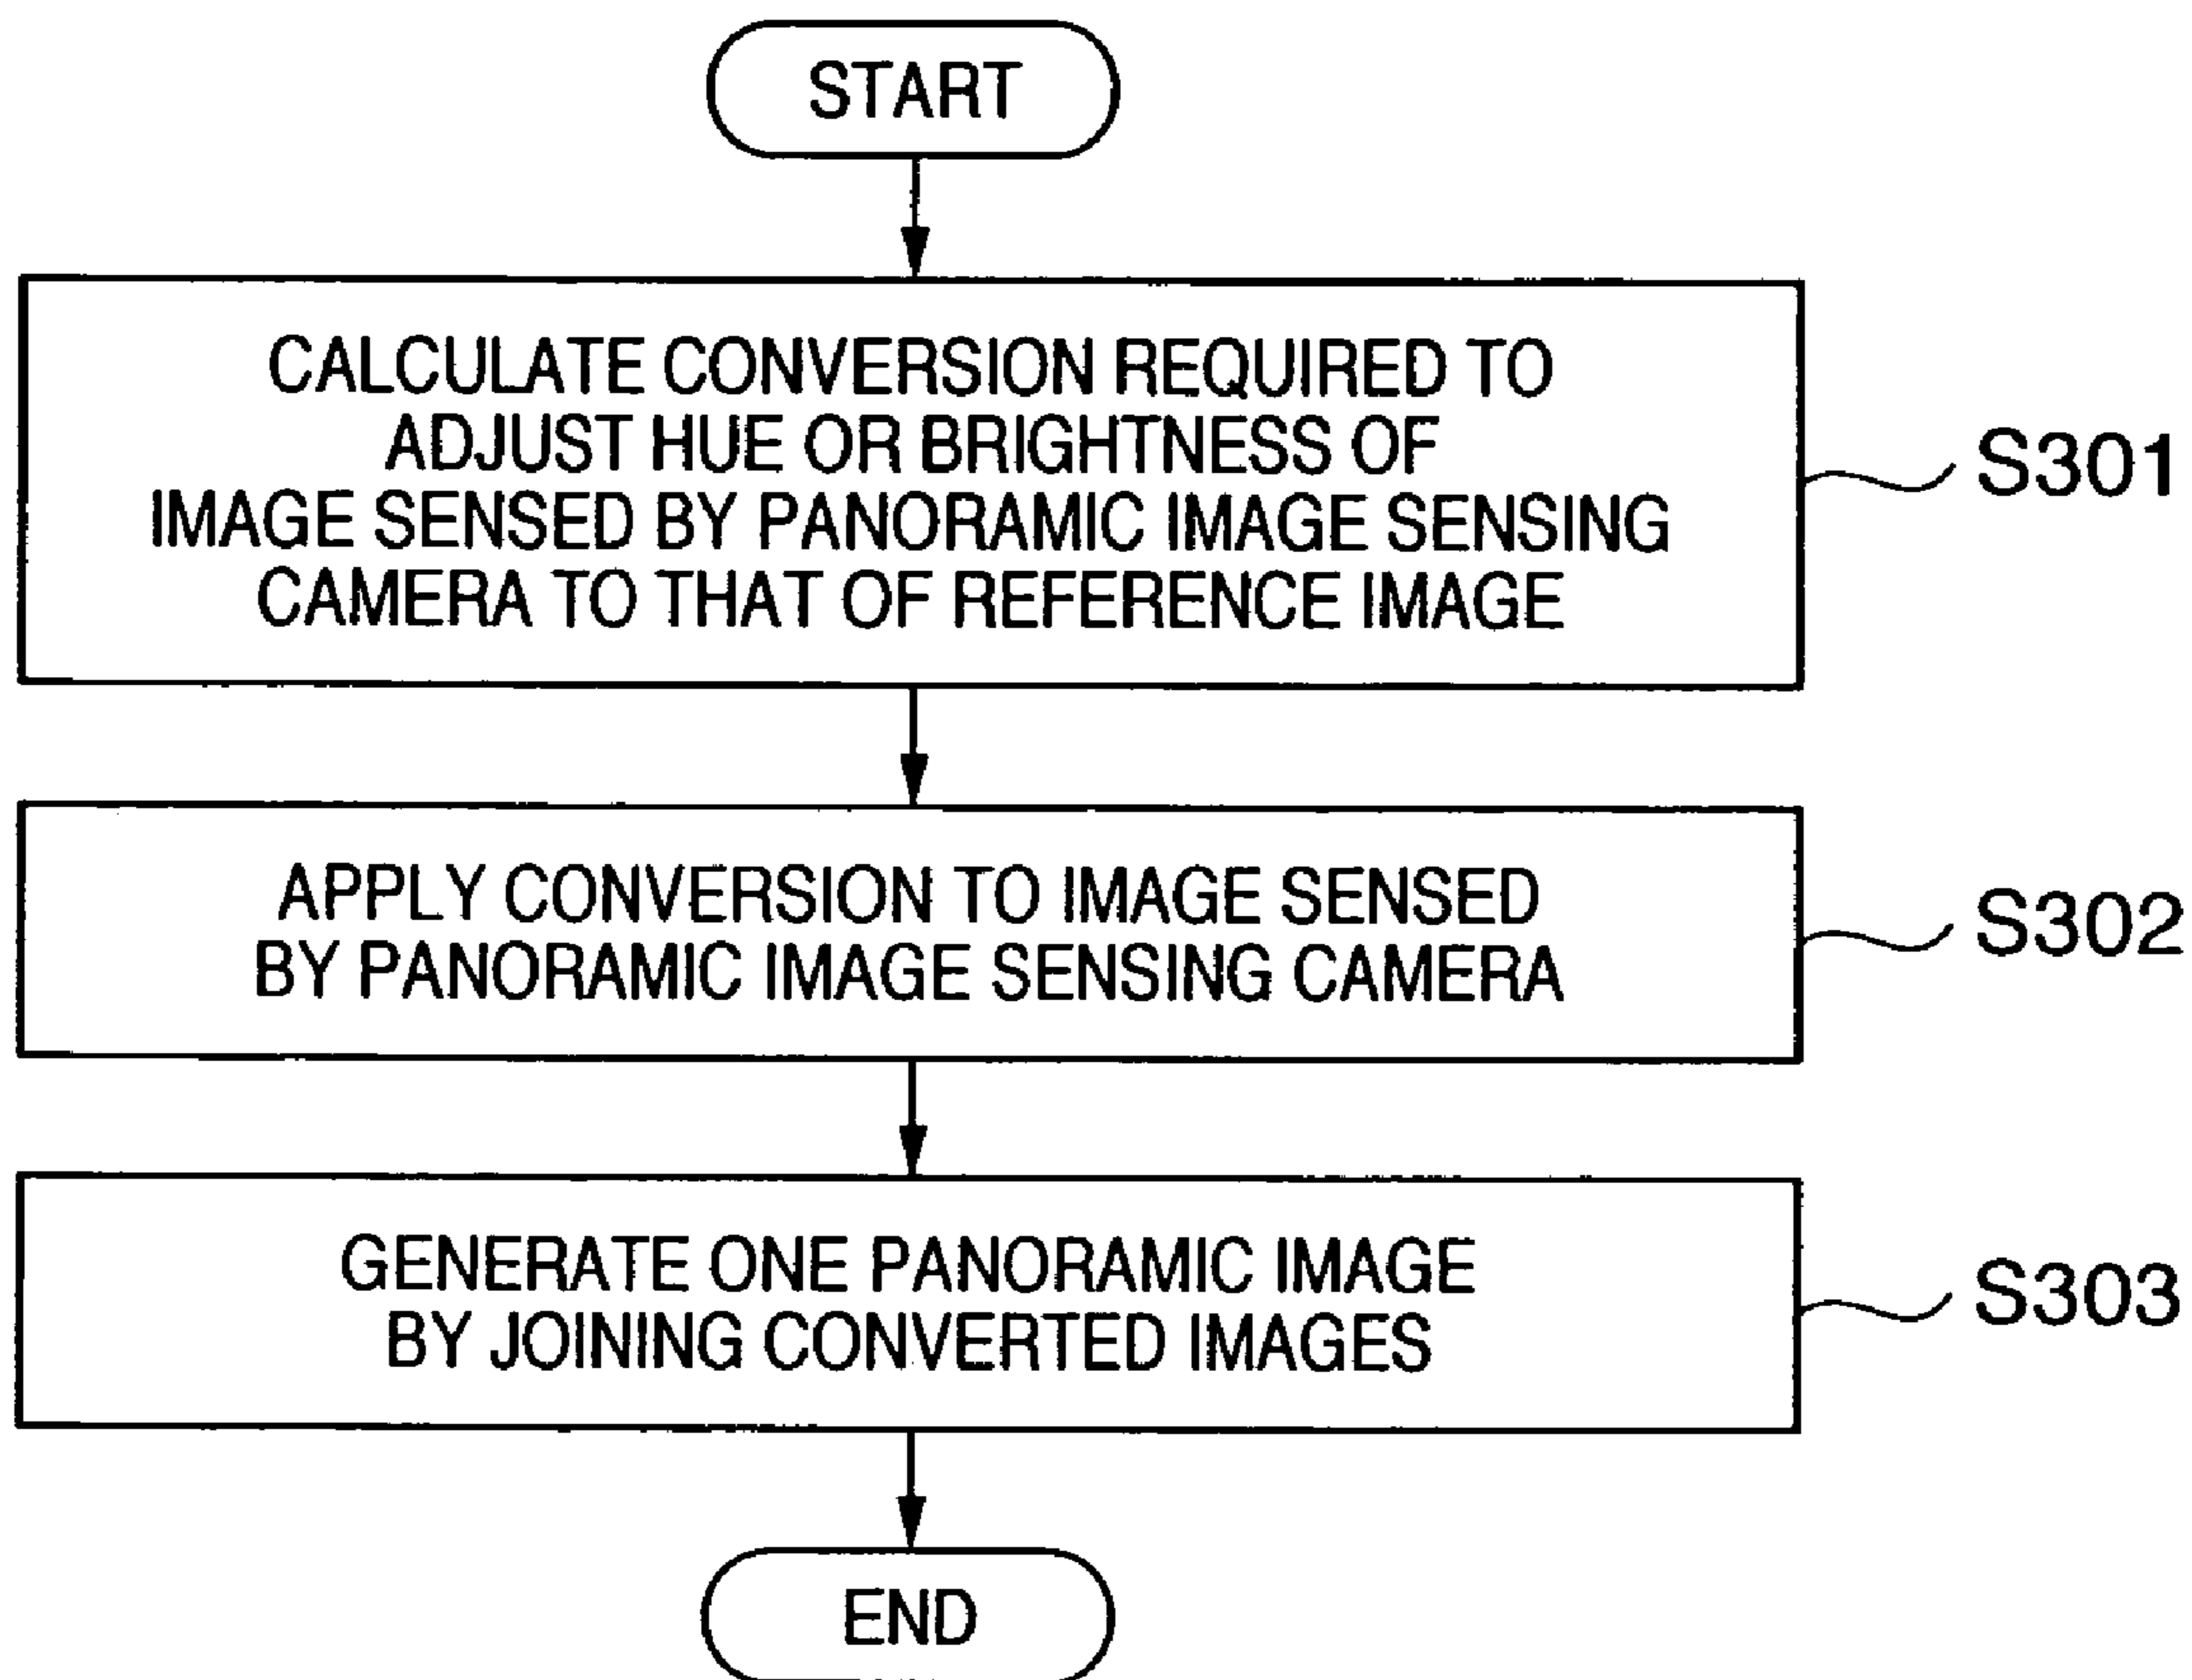 START
CALCULATE CONVERSION REQUIRED TO
ADJUST HUE OR BRIGHTNESS OF
IMAGE SENSED BY PANORAMIC IMAGE SENSING
CAMERA TO THAT OF REFERENCE IMAGE
S301
APPLY CONVERSION TO IMAGE SENSED
BY PANORAMIC IMAGE SENSING CAMERA
S302
GENERATE ONE PANORAMIC IMAGE
BY JOINING CONVERTED IMAGES
S303
END